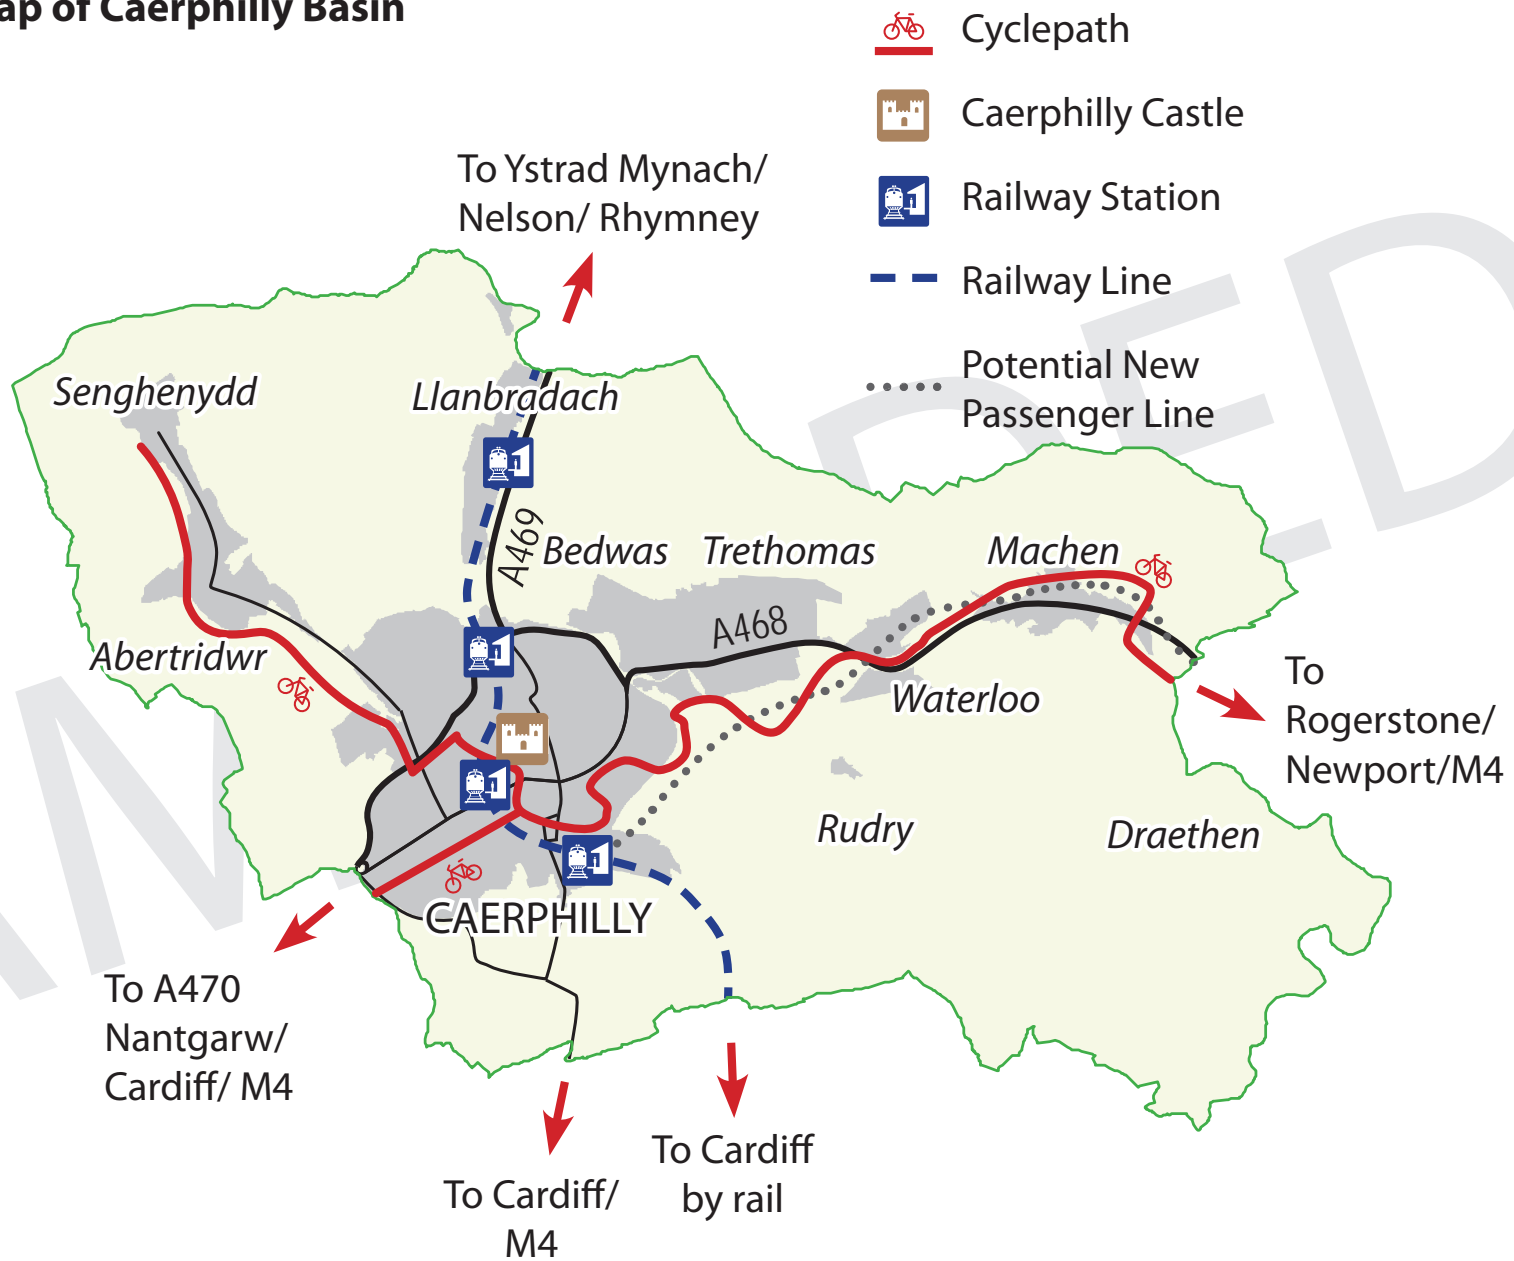 ap of Caerphilly Basin
Cyclepath
Caerphilly Castle
Railway Station
Railway Line
Potential New
Passenger Line
To Ystrad Mynach/
Nelson/ Rhymney
Senghenydd
Llanbradach
A469
Bedwas
Trethomas
Machen
A468
Abertridwr
Waterloo
To
Rogerstone/
Newport/M4
Rudry
Draethen
CAERPHILLY
To A470
Nantgarw/
Cardiff/ M4
To Cardiff/
M4
To Cardiff
by rail